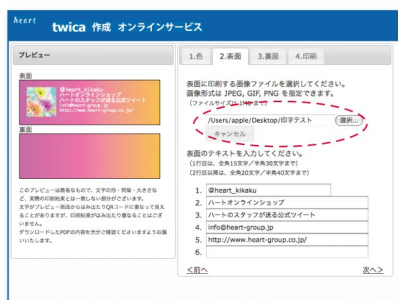 heart
twica 作成 オンラインサービス
プレビュー
表面
@heart_kikaku
ハートオンラインショップ
ハートのスタッフが送る公式ツイート
info@heart-group.jp
http://www.heart-group.co.jp/
裏面
このプレビューは簡易なもので、文字の形・間隔・大きさな
ど、実際の印刷結果とは一致しない部分がございます。
文字がプレビュー画面からはみ出たりQRコードに重なって見え
ることがありますが、印刷結果がはみ出たり重なることはござ
いません。
ダウンロードしたPDFの内容を充分ご確認くださいますようお願
いいたします。
1.色
2.表面
3.裏面
4.印刷
表面に印刷する画像ファイルを選択してください。
画像形式は JPEG, GIF, PNG を指定できます。
(ファイルサイズは1MBまで)
/Users/apple/Desktop/印字テスト
選択...
キャンセル
表面のテキストを入力してください。
(1行目は、全角15文字／半角30文字まで)
(2行目以降は、全角20文字／半角40文字まで)
1. @heart_kikaku
2. ハートオンラインショップ
3. ハートのスタッフが送る公式ツイート
4. info@heart-group.jp
5. http://www.heart-group.co.jp/
6.
<前へ
次へ>